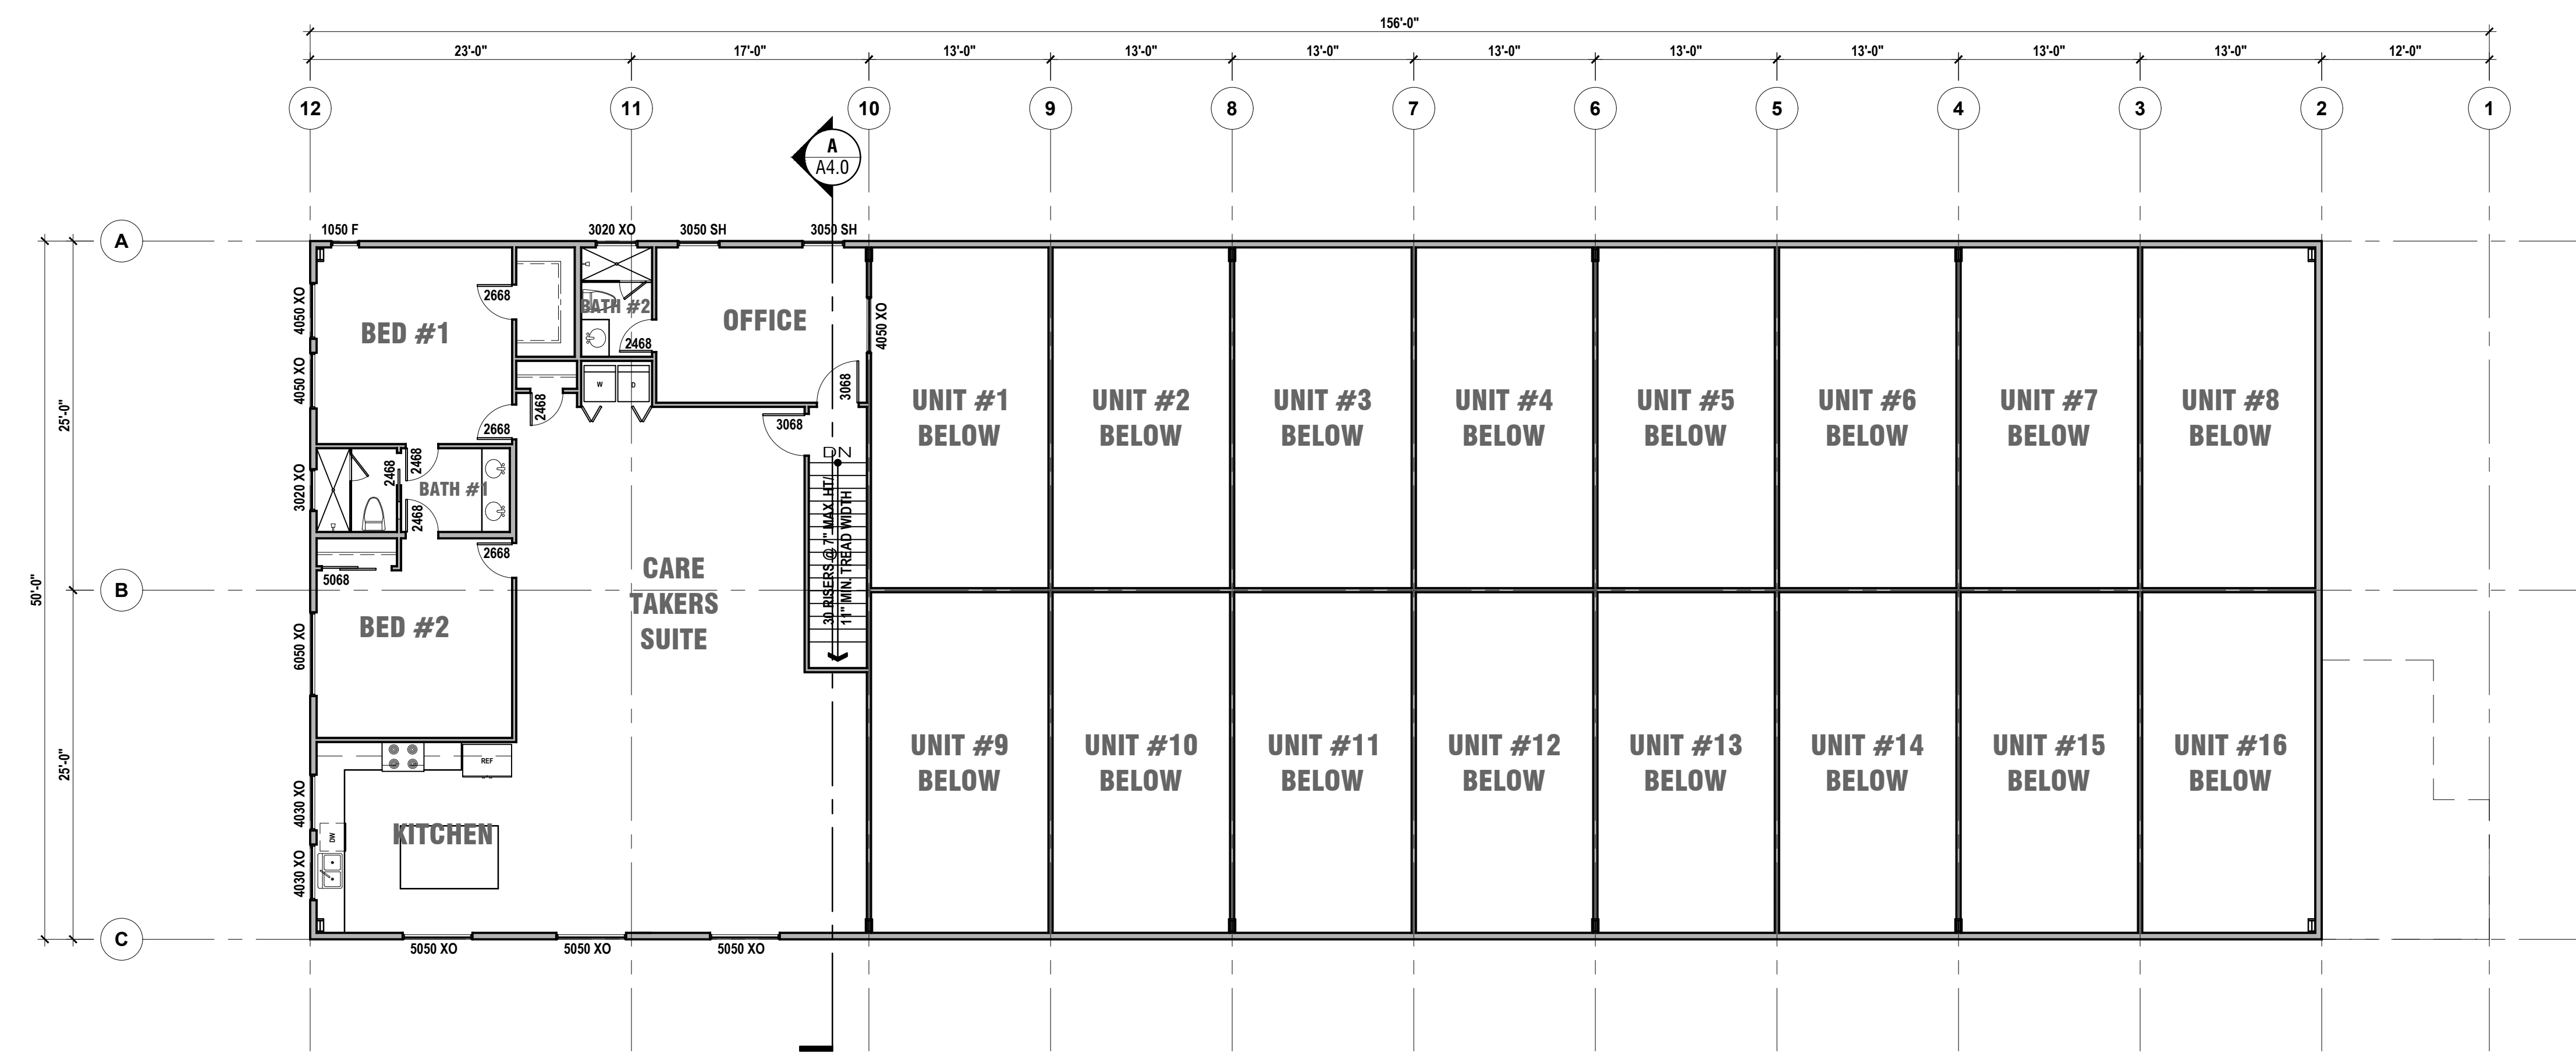 156'-0"
23'-0" 17'-0" 13'-0" 13'-0" 13'-0" 13'-0" 13'-0" 13'-0" 13'-0" 13'-0" 12'-0"
12 11 10 9 8 7 6 5 4 3 2 1
A
A4.0
1050 F 3020 XO 3050 SH 3050 SH
A
B
C
50'-0"
25'-0"
25'-0"
4050 XO
4050 XO
3020 XO
6050 XO
4030 XO
4030 XO
BED #1
2668
2668
BATH #2
2468
OFFICE
4050 XO
3068
3068
W D
2468
2468
2468
2468
BATH #1
2668
5068
BED #2
CARE
TAKERS
SUITE
DN
30 RISERS @ 7" MAX HT/
11" MIN. TREAD WIDTH
REF
DW
KITCHEN
5050 XO 5050 XO 5050 XO
UNIT #1
BELOW
UNIT #2
BELOW
UNIT #3
BELOW
UNIT #4
BELOW
UNIT #5
BELOW
UNIT #6
BELOW
UNIT #7
BELOW
UNIT #8
BELOW
UNIT #9
BELOW
UNIT #10
BELOW
UNIT #11
BELOW
UNIT #12
BELOW
UNIT #13
BELOW
UNIT #14
BELOW
UNIT #15
BELOW
UNIT #16
BELOW